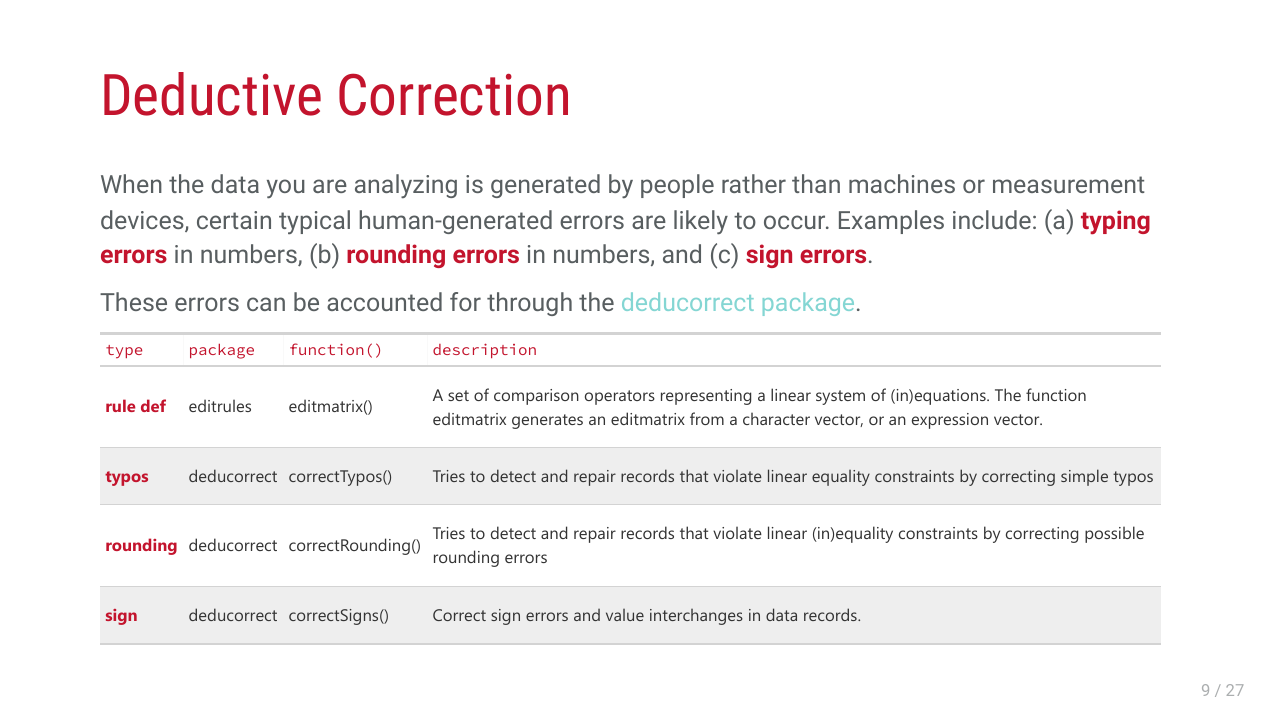 Deductive Correction
When the data you are analyzing is generated by people rather than machines or measurement
devices, certain typical human-generated errors are likely to occur. Examples include: (a) typing
errors in numbers, (b) rounding errors in numbers, and (c) sign errors.
These errors can be accounted for through the deducorrect package.
type package function() description
rule def editrules editmatrix() A set of comparison operators representing a linear system of (in)equations. The function
editmatrix generates an editmatrix from a character vector, or an expression vector.
typos deducorrect correctTypos() Tries to detect and repair records that violate linear equality constraints by correcting simple typos
rounding deducorrect correctRounding() Tries to detect and repair records that violate linear (in)equality constraints by correcting possible
rounding errors
sign deducorrect correctSigns() Correct sign errors and value interchanges in data records.
9 / 27